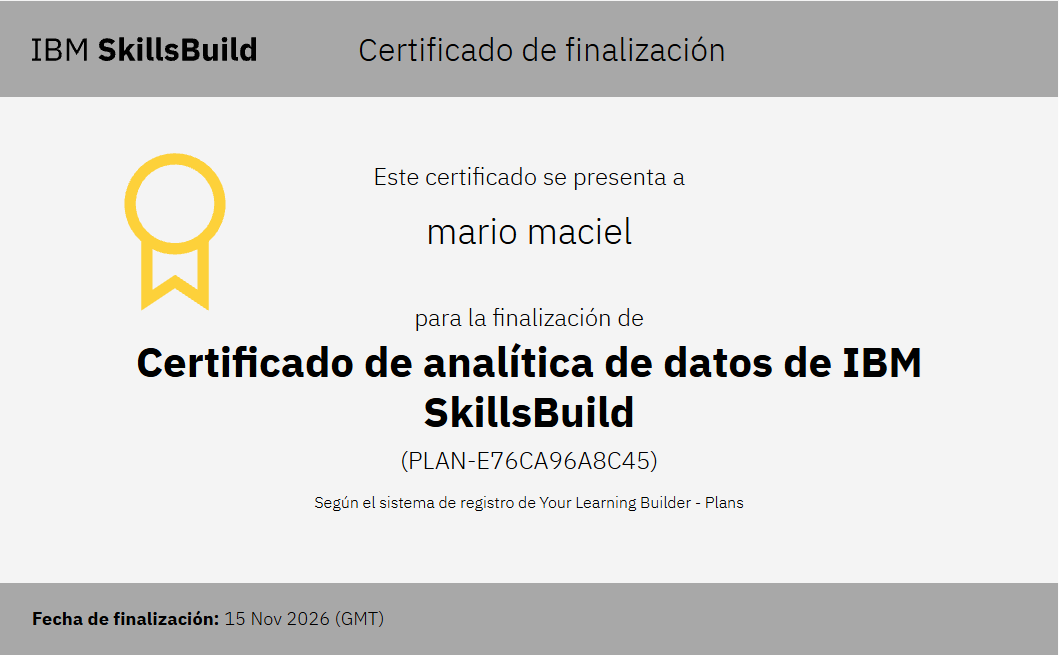 IBM SkillsBuild
Certificado de finalización
Este certificado se presenta a
mario maciel
para la finalización de
Certificado de analítica de datos de IBM
SkillsBuild
(PLAN-E76CA96A8C45)
Según el sistema de registro de Your Learning Builder - Plans
Fecha de finalización: 15 Nov 2026 (GMT)